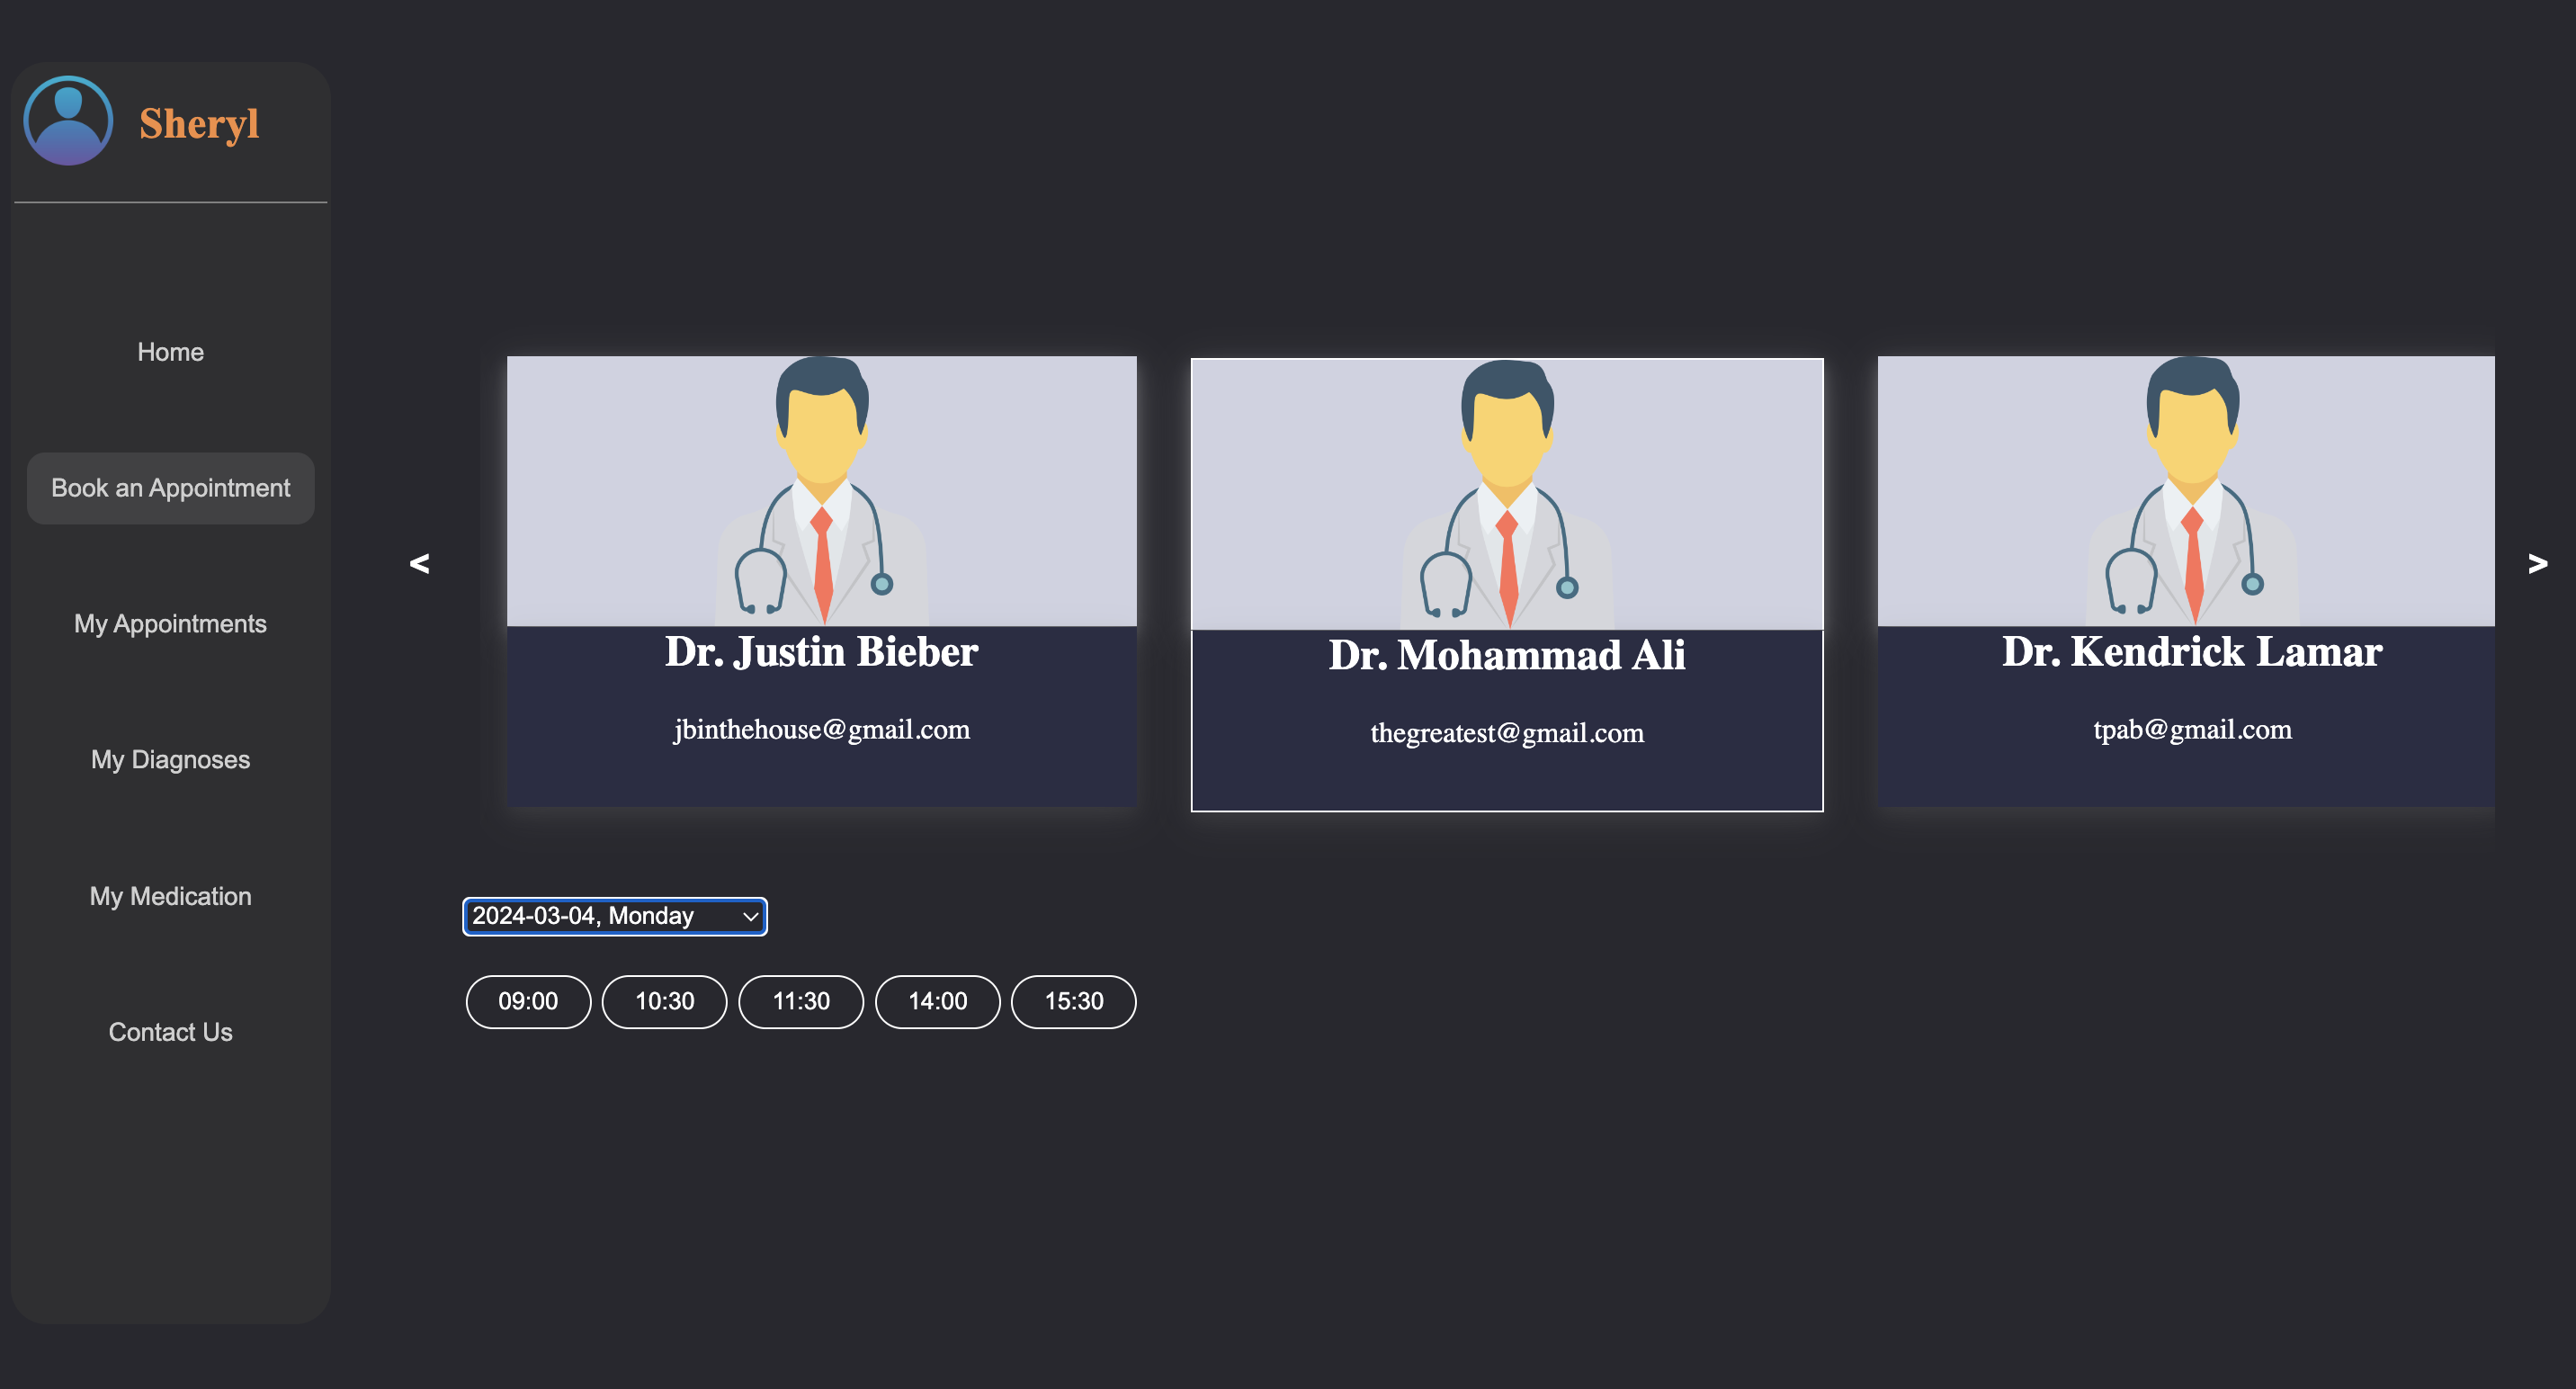 Sheryl
Home
Book an Appointment
My Appointments
My Diagnoses
My Medication
Contact Us
<
Dr. Justin Bieber
jbinthehouse@gmail.com
Dr. Mohammad Ali
thegreatest@gmail.com
Dr. Kendrick Lamar
tpab@gmail.com
>
2024-03-04, Monday
09:00 10:30 11:30 14:00 15:30